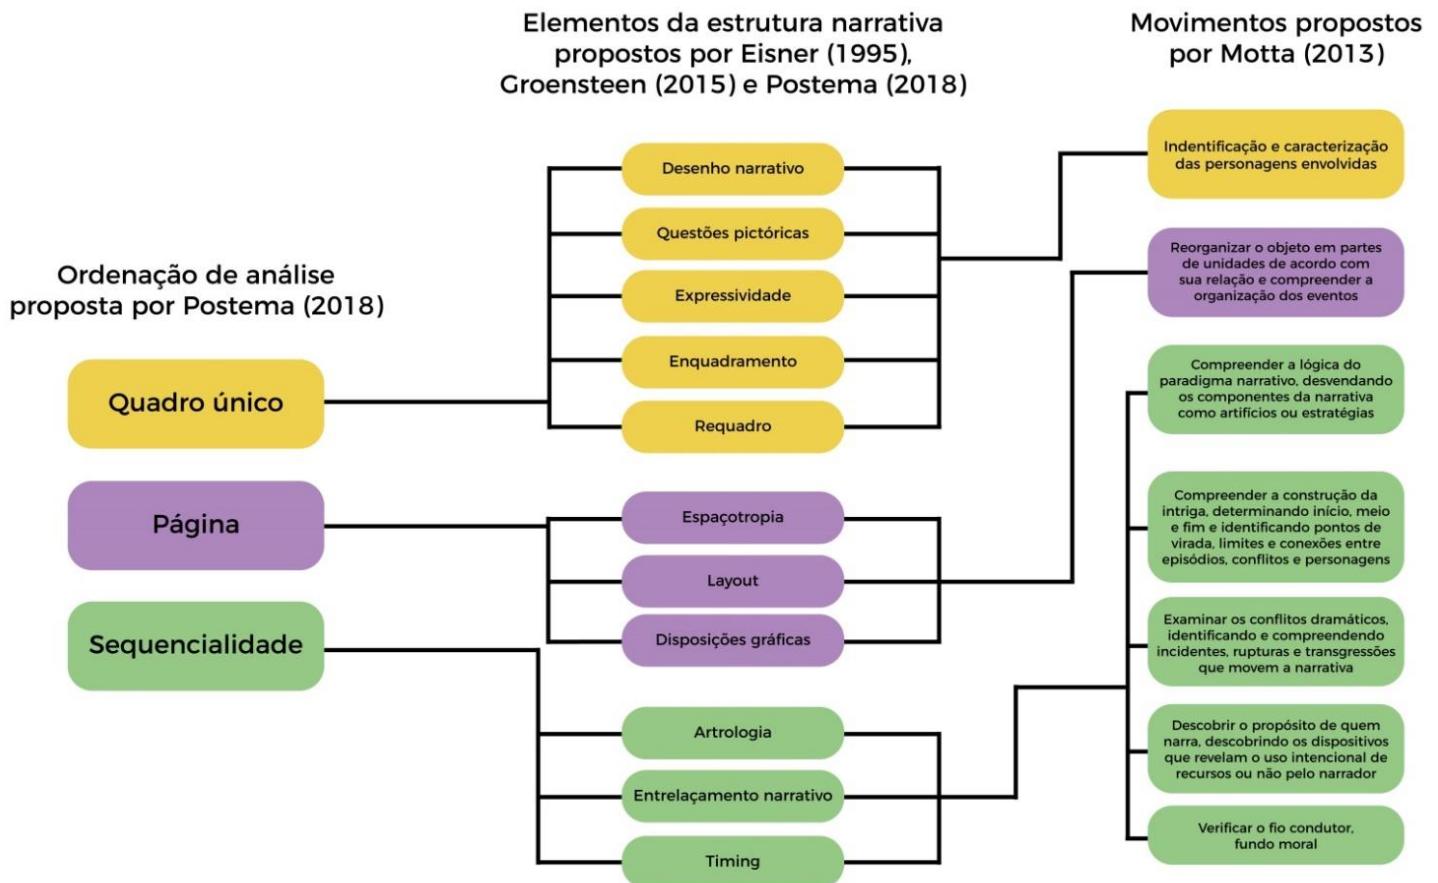 Elementos da estrutura narrativa
propostos por Eisner (1995),
Groensteen (2015) e Postema (2018)
Movimentos propostos
por Motta (2013)
Ordenação de análise
proposta por Postema (2018)
Quadro único
Página
Sequencialidade
Desenho narrativo
Questões pictóricas
Expressividade
Enquadramento
Requadro
Espaçotropia
Layout
Disposições gráficas
Artrologia
Entrelaçamento narrativo
Timing
Indentificação e caracterização
das personagens envolvidas
Reorganizar o objeto em partes
de unidades de acordo com
sua relação e compreender a
organização dos eventos
Compreender a lógica do
paradigma narrativo, desvendando
os componentes da narrativa
como artifícios ou estratégias
Compreender a construção da
intriga, determinando início, meio
e fim e identificando pontos de
virada, limites e conexões entre
episódios, conflitos e personagens
Examinar os conflitos dramáticos,
identificando e compreendendo
incidentes, rupturas e transgressões
que movem a narrativa
Descobrir o propósito de quem
narra, descobrindo os dispositivos
que revelam o uso intencional de
recursos ou não pelo narrador
Verificar o fio condutor,
fundo moral